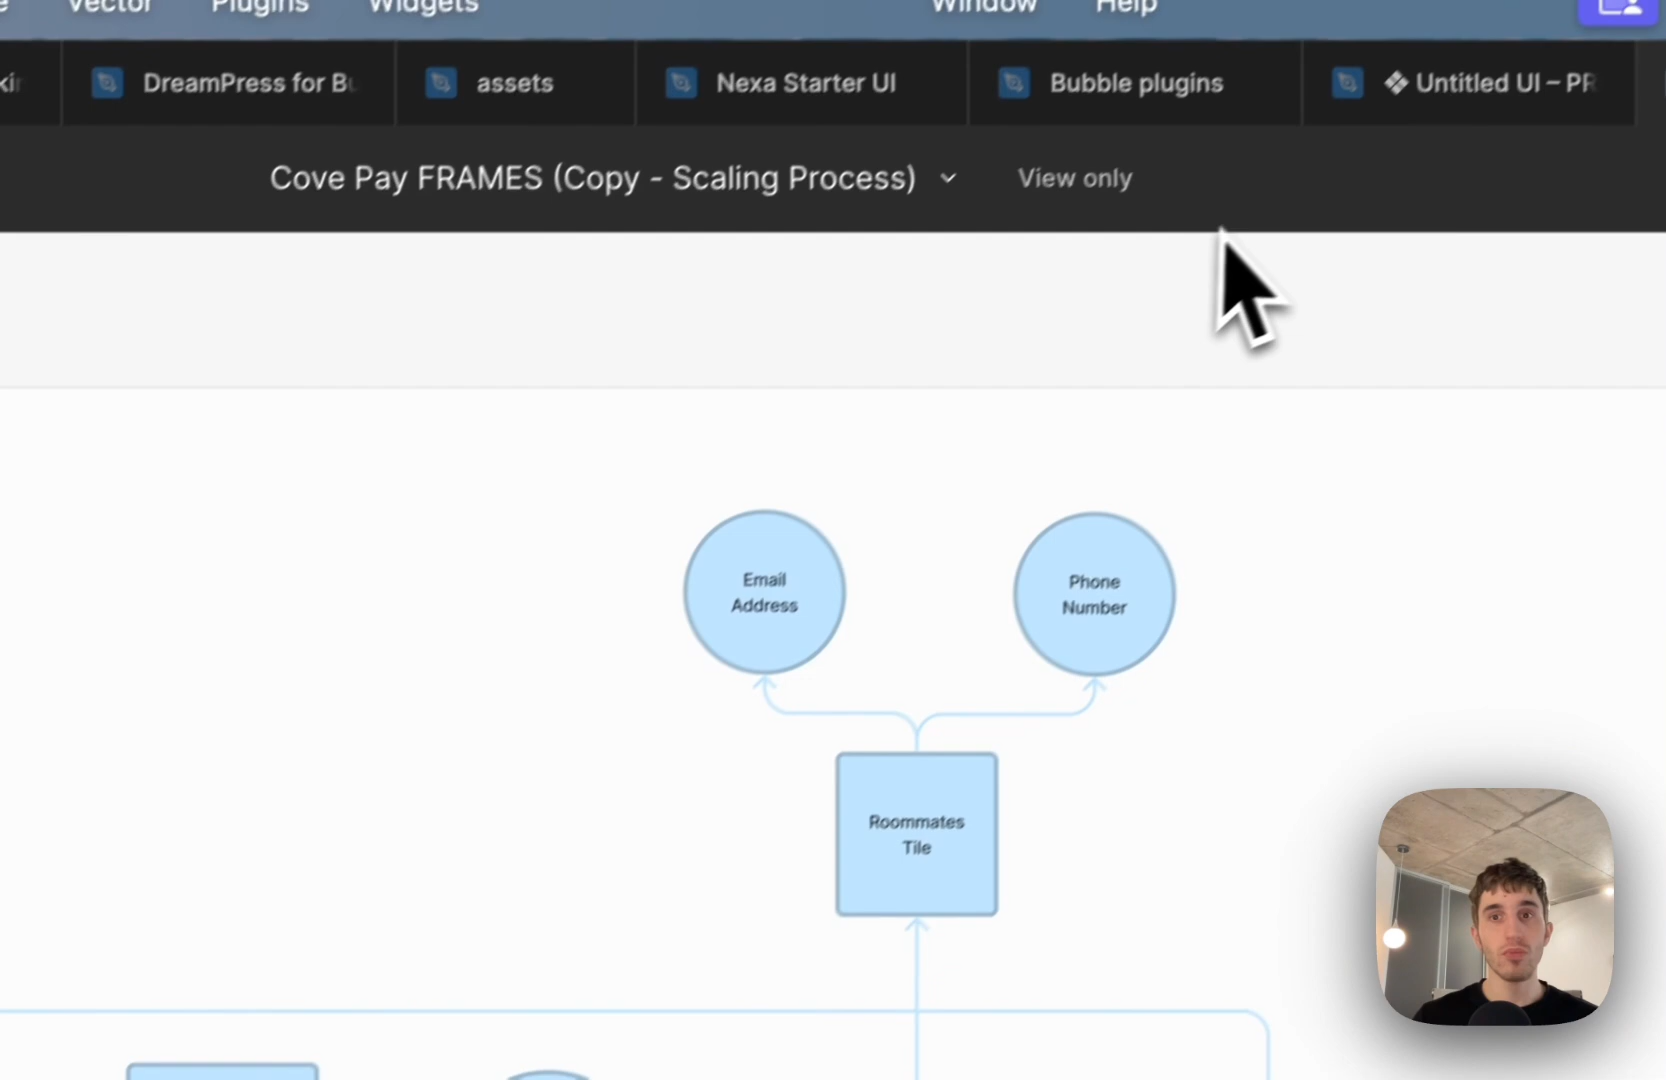 Vector Plugins Widgets Window Help
DreamPress for Bu assets Nexa Starter UI Bubble plugins Untitled UI – PR
Cove Pay FRAMES (Copy - Scaling Process) View only
Email
Address
Phone
Number
Roommates
Tile